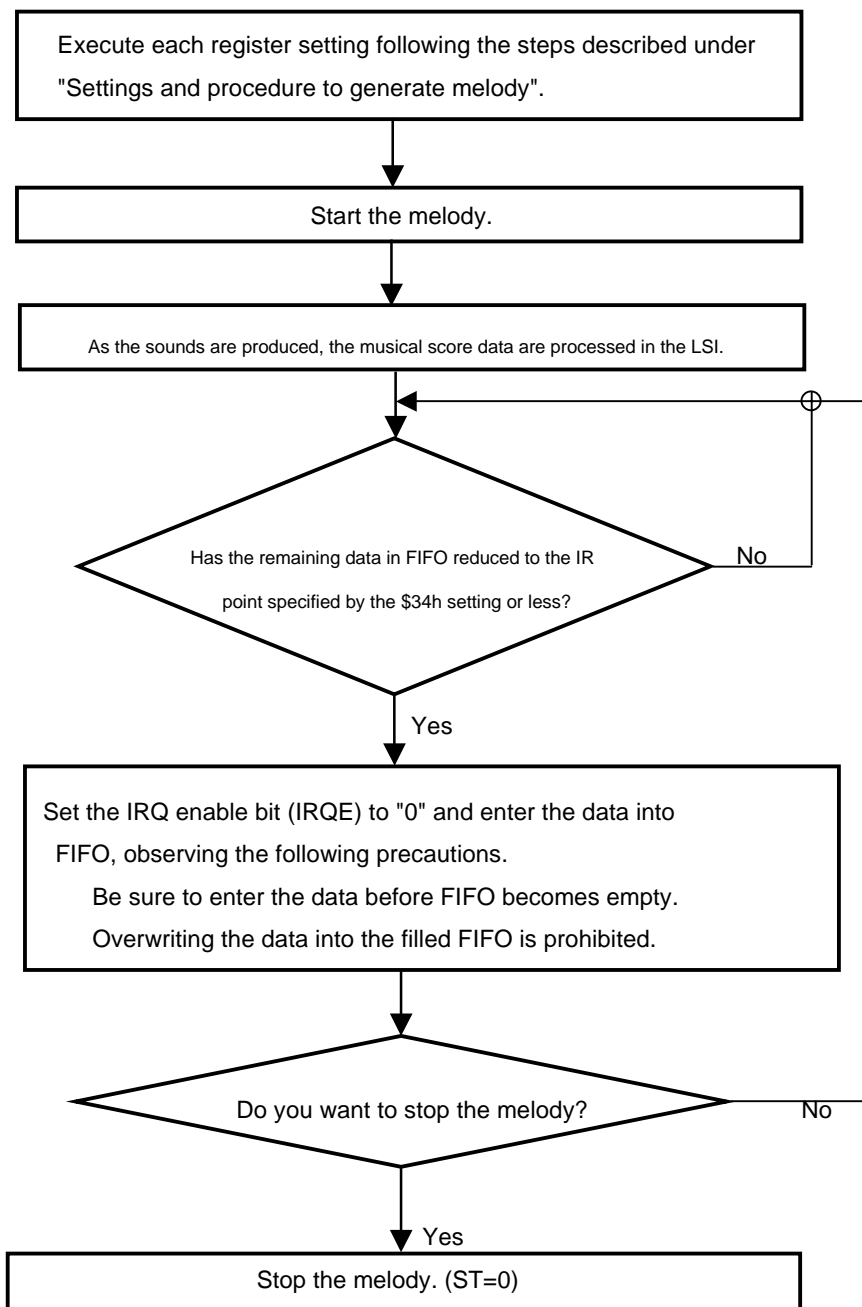 Execute each register setting following the steps described under
"Settings and procedure to generate melody".
Start the melody.
As the sounds are produced, the musical score data are processed in the LSI.
Has the remaining data in FIFO reduced to the IR
point specified by the $34h setting or less?
No
Yes
Set the IRQ enable bit (IRQE) to "0" and enter the data into
FIFO, observing the following precautions.
Be sure to enter the data before FIFO becomes empty.
Overwriting the data into the filled FIFO is prohibited.
Do you want to stop the melody?
No
Yes
Stop the melody. (ST=0)